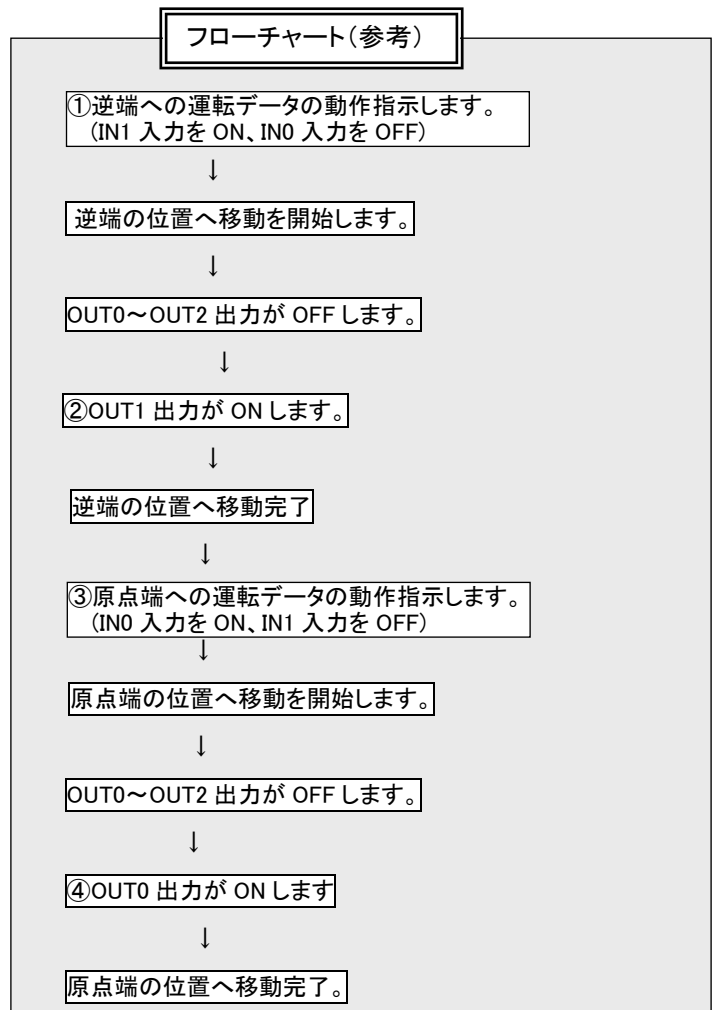 フローチャート(参考)
①逆端への運転データの動作指示します。
(IN1 入力を ON、IN0 入力を OFF)
↓
逆端の位置へ移動を開始します。
↓
OUT0～OUT2 出力が OFF します。
↓
②OUT1 出力が ON します。
↓
逆端の位置へ移動完了
↓
③原点端への運転データの動作指示します。
(IN0 入力を ON、IN1 入力を OFF)
↓
原点端の位置へ移動を開始します。
↓
OUT0～OUT2 出力が OFF します。
↓
④OUT0 出力が ON します
↓
原点端の位置へ移動完了。